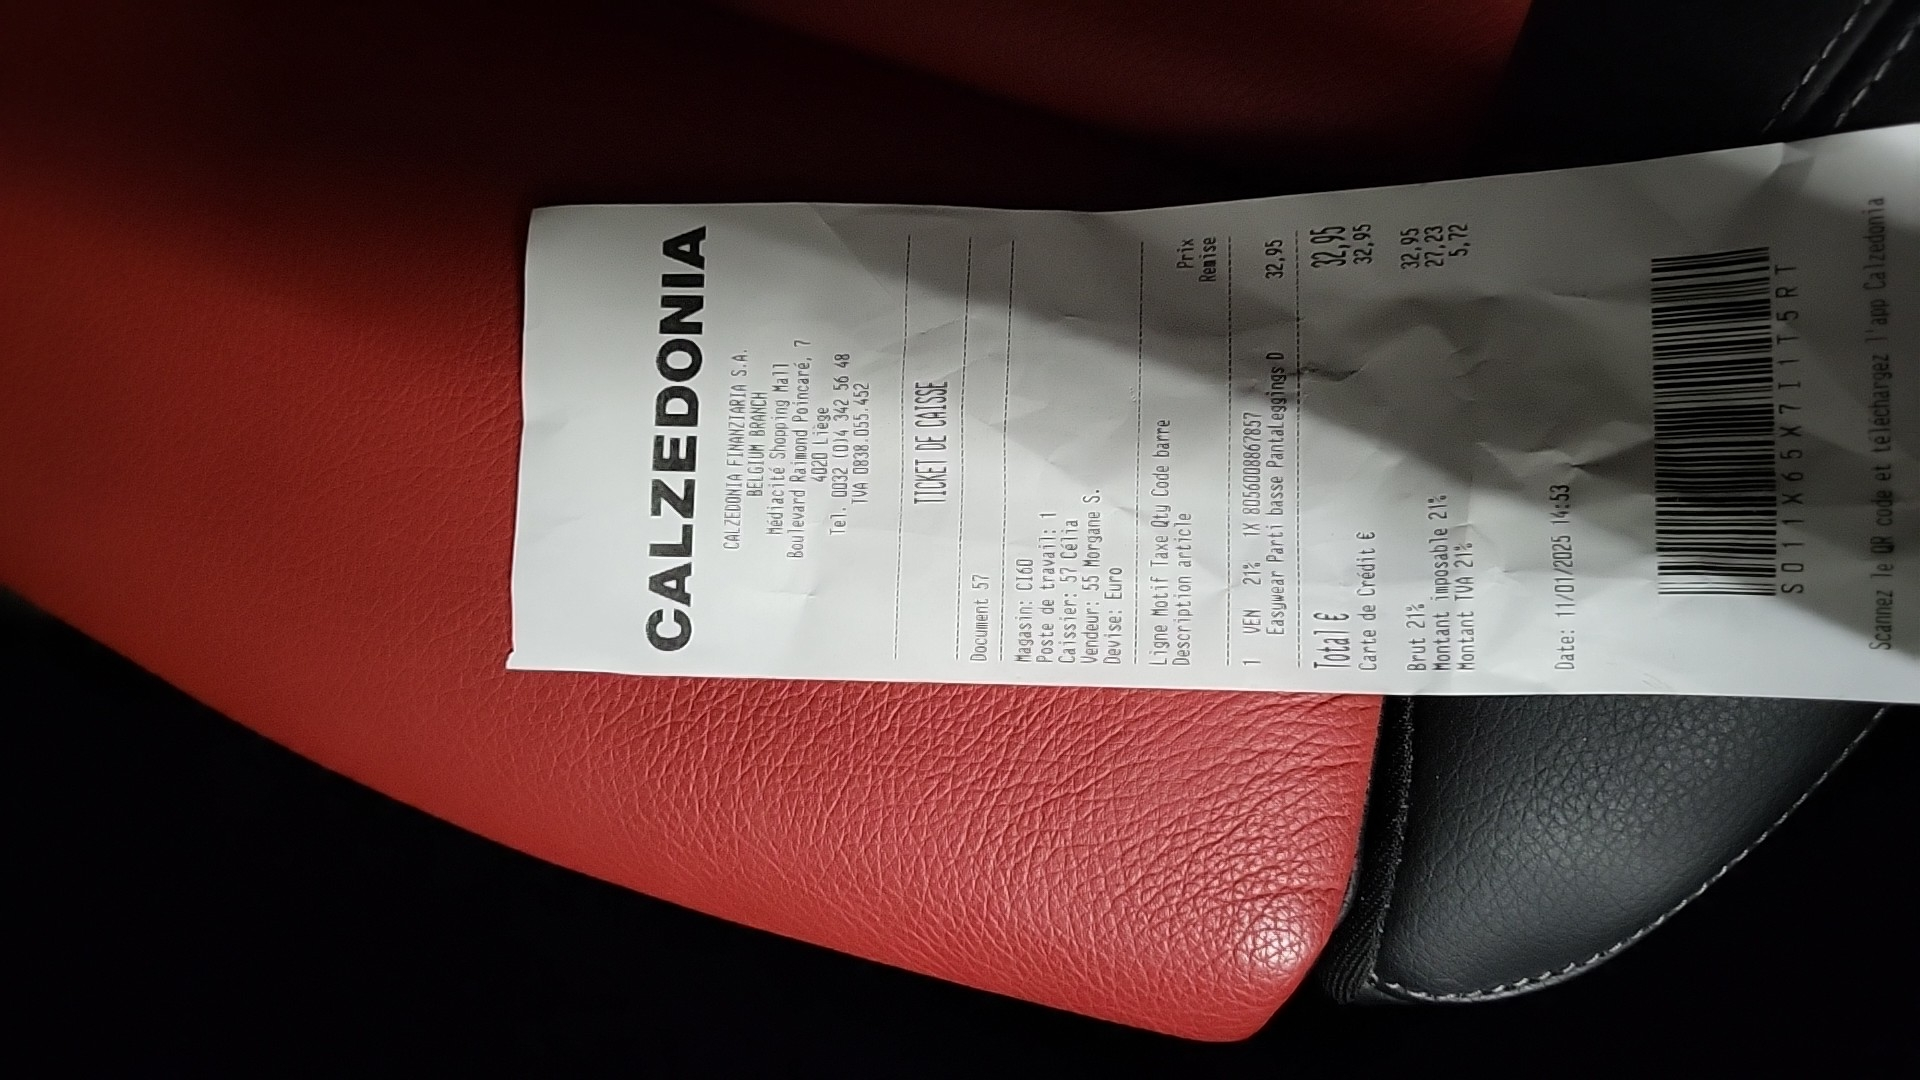 CALZEDONIA
CALZEDONIA FINANZIARIA S.A.
BELGIUM BRANCH
Médiacité Shopping Mall
Boulevard Raimond Poincaré, 7
4020 Liège
Tel. 0032 (0)4 342 56 48
TVA 0838.055.452
TICKET DE CAISSE
Document 57
Magasin: CI60
Poste de travail: 1
Caissier: 57 Célia
Vendeur: 55 Morgane S.
Devise: Euro
Ligne Motif Taxe Qty Code barre Prix
Description article Remise
1 VEN 21% 1X 8056008867857
Easywear Parti basse PantaLeggings D 32,95
Total € 32,95
Carte de Crédit € 32,95
Brut 21% 32,95
Montant imposable 21% 27,23
Montant TVA 21% 5,72
Date: 11/01/2025 14:53
S011X65X7I1T5RT
Scannez le QR code et téléchargez l'app Calzedonia